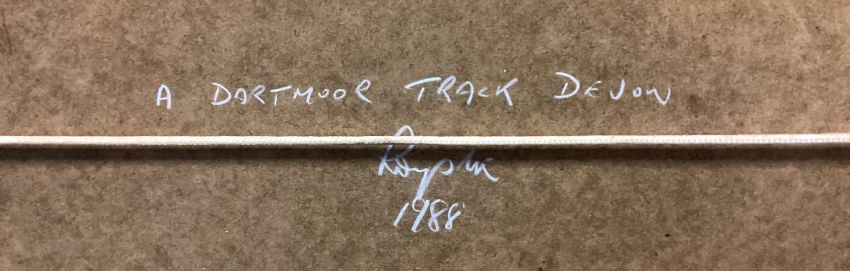 A DARTMOOR TRACK DEVON
1988